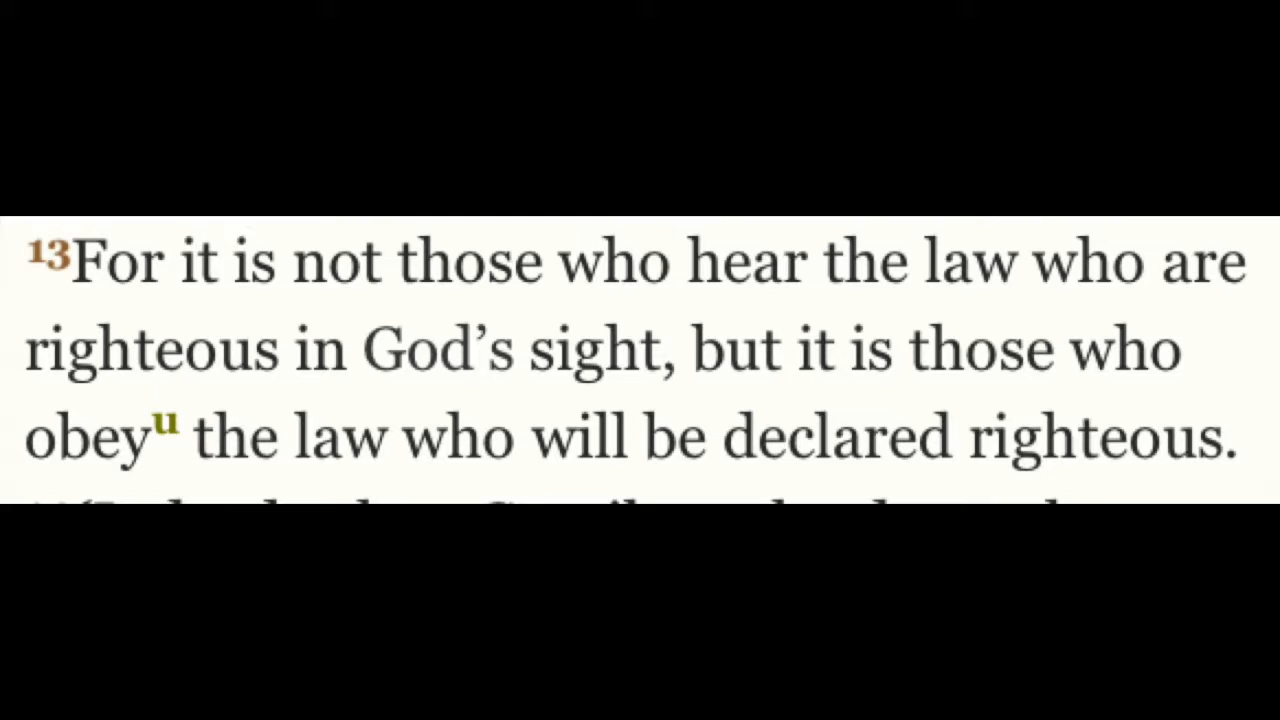 13For it is not those who hear the law who are
righteous in God’s sight, but it is those who
obeyu the law who will be declared righteous.